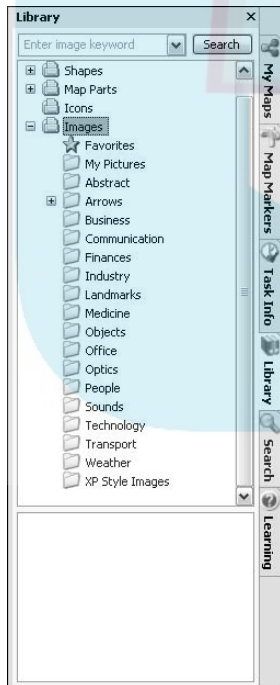 Library
Enter image keyword
Search
Shapes
Map Parts
Icons
Images
Favorites
My Pictures
Abstract
Arrows
Business
Communication
Finances
Industry
Landmarks
Medicine
Objects
Office
Optics
People
Sounds
Technology
Transport
Weather
XP Style Images
My Maps
Map Markers
Task Info
Library
Search
Learning